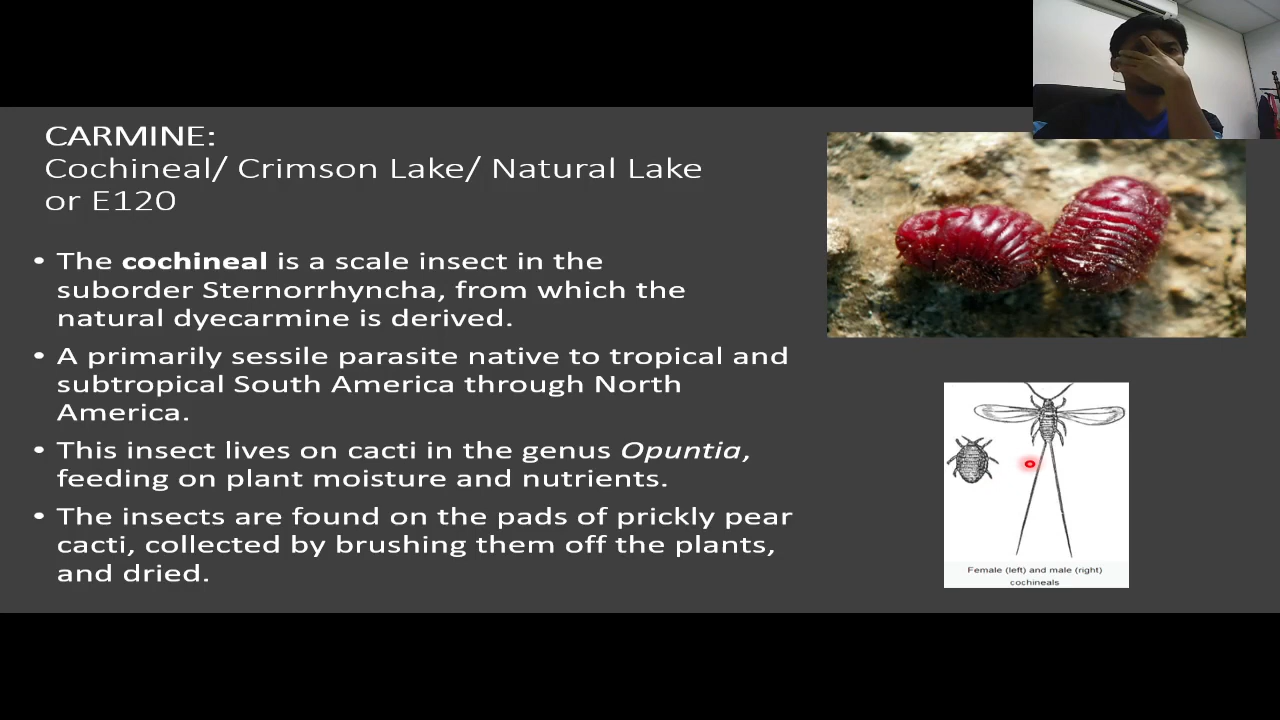 CARMINE:
Cochineal/ Crimson Lake/ Natural Lake
or E120
• The cochineal is a scale insect in the
suborder Sternorrhyncha, from which the
natural dyecarmine is derived.
• A primarily sessile parasite native to tropical and
subtropical South America through North
America.
• This insect lives on cacti in the genus Opuntia,
feeding on plant moisture and nutrients.
• The insects are found on the pads of prickly pear
cacti, collected by brushing them off the plants,
and dried.
Female (left) and male (right)
cochineals